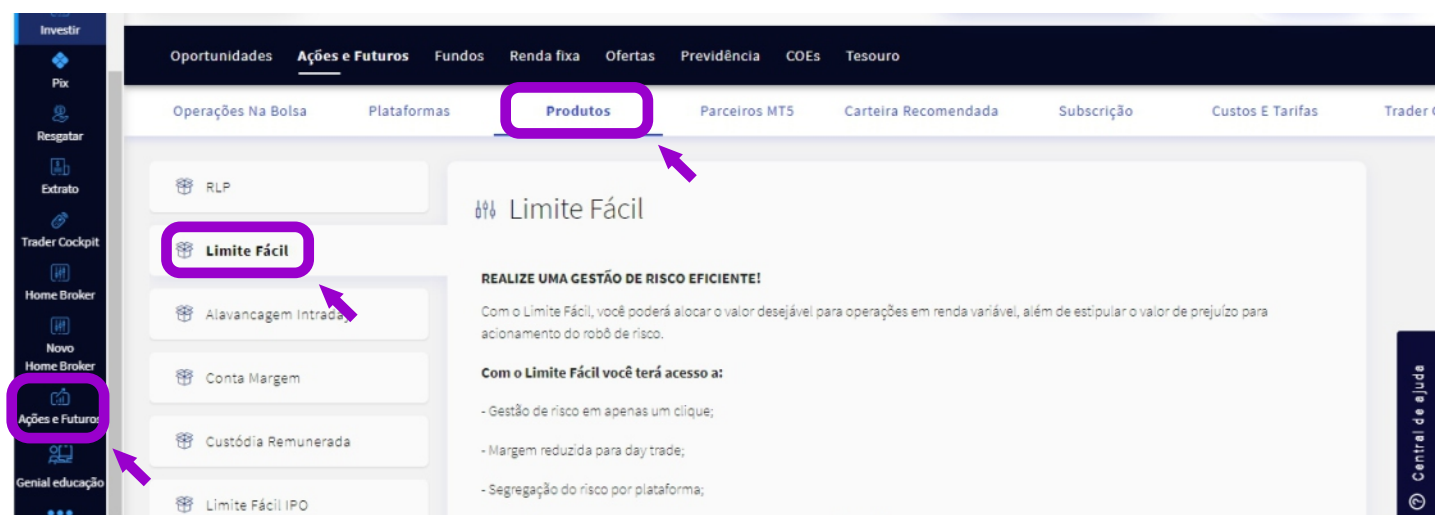 Investir
Pix
Resgatar
Extrato
Trader Cockpit
Home Broker
Novo
Home Broker
Ações e Futuros
Genial educação
Oportunidades Ações e Futuros Fundos Renda fixa Ofertas Previdência COEs Tesouro
Operações Na Bolsa Plataformas Produtos Parceiros MT5 Carteira Recomendada Subscrição Custos E Tarifas Trader
RLP
Limite Fácil
Alavancagem Intraday
Conta Margem
Custódia Remunerada
Limite Fácil IPO
Limite Fácil
REALIZE UMA GESTÃO DE RISCO EFICIENTE!
Com o Limite Fácil, você poderá alocar o valor desejável para operações em renda variável, além de estipular o valor de prejuízo para
acionamento do robô de risco.
Com o Limite Fácil você terá acesso a:
- Gestão de risco em apenas um clique;
- Margem reduzida para day trade;
- Segregação do risco por plataforma;
Central de ajuda